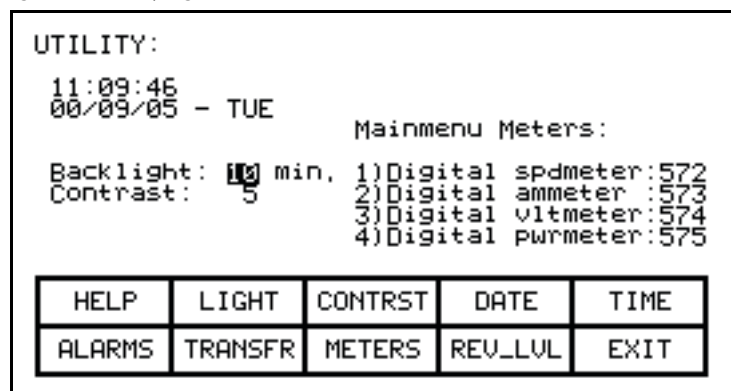 UTILITY:
11:09:46
00/09/05 - TUE
Mainmenu Meters:
Backlight: 10 min, 1)Digital spdmeter:572
Contrast: 5 2)Digital ammeter :573
3)Digital vltmeter:574
4)Digital pwrmeter:575
HELP LIGHT CONTRST DATE TIME
ALARMS TRANSFR METERS REV_LVL EXIT